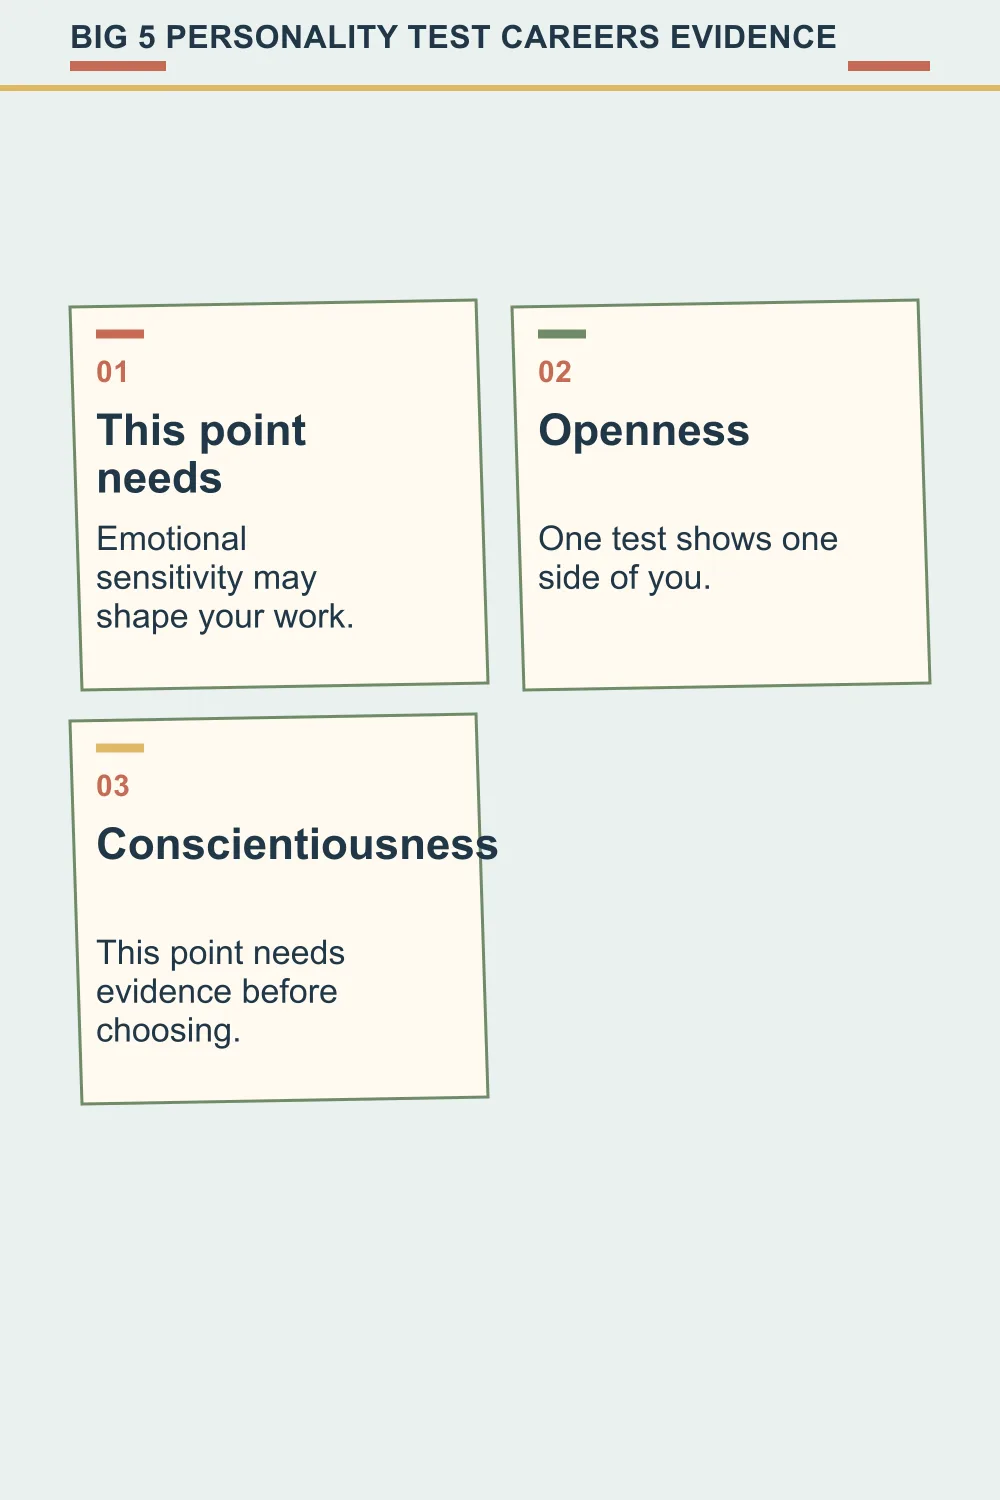 BIG 5 PERSONALITY TEST CAREERS EVIDENCE
01
This point
needs
Emotional
sensitivity may
shape your work.
02
Openness
One test shows one
side of you.
03
Conscientiousness
This point needs
evidence before
choosing.